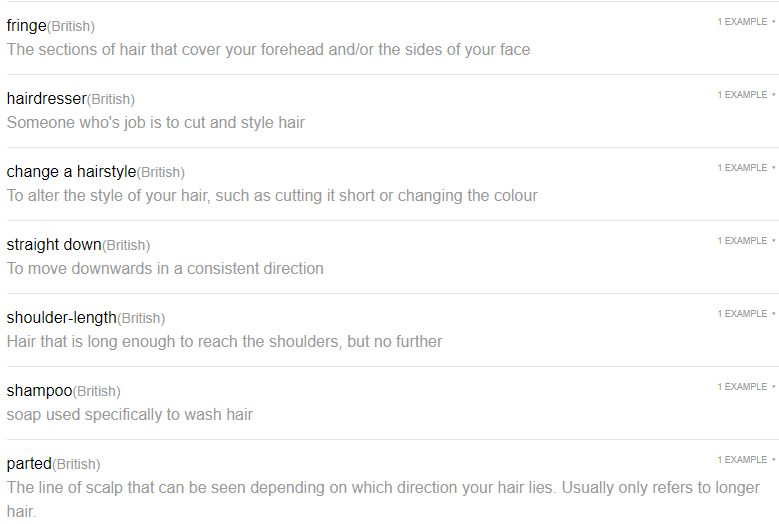 fringe(British) 1 EXAMPLE
The sections of hair that cover your forehead and/or the sides of your face
hairdresser(British) 1 EXAMPLE
Someone who's job is to cut and style hair
change a hairstyle(British) 1 EXAMPLE
To alter the style of your hair, such as cutting it short or changing the colour
straight down(British) 1 EXAMPLE
To move downwards in a consistent direction
shoulder-length(British) 1 EXAMPLE
Hair that is long enough to reach the shoulders, but no further
shampoo(British) 1 EXAMPLE
soap used specifically to wash hair
parted(British) 1 EXAMPLE
The line of scalp that can be seen depending on which direction your hair lies. Usually only refers to longer
hair.